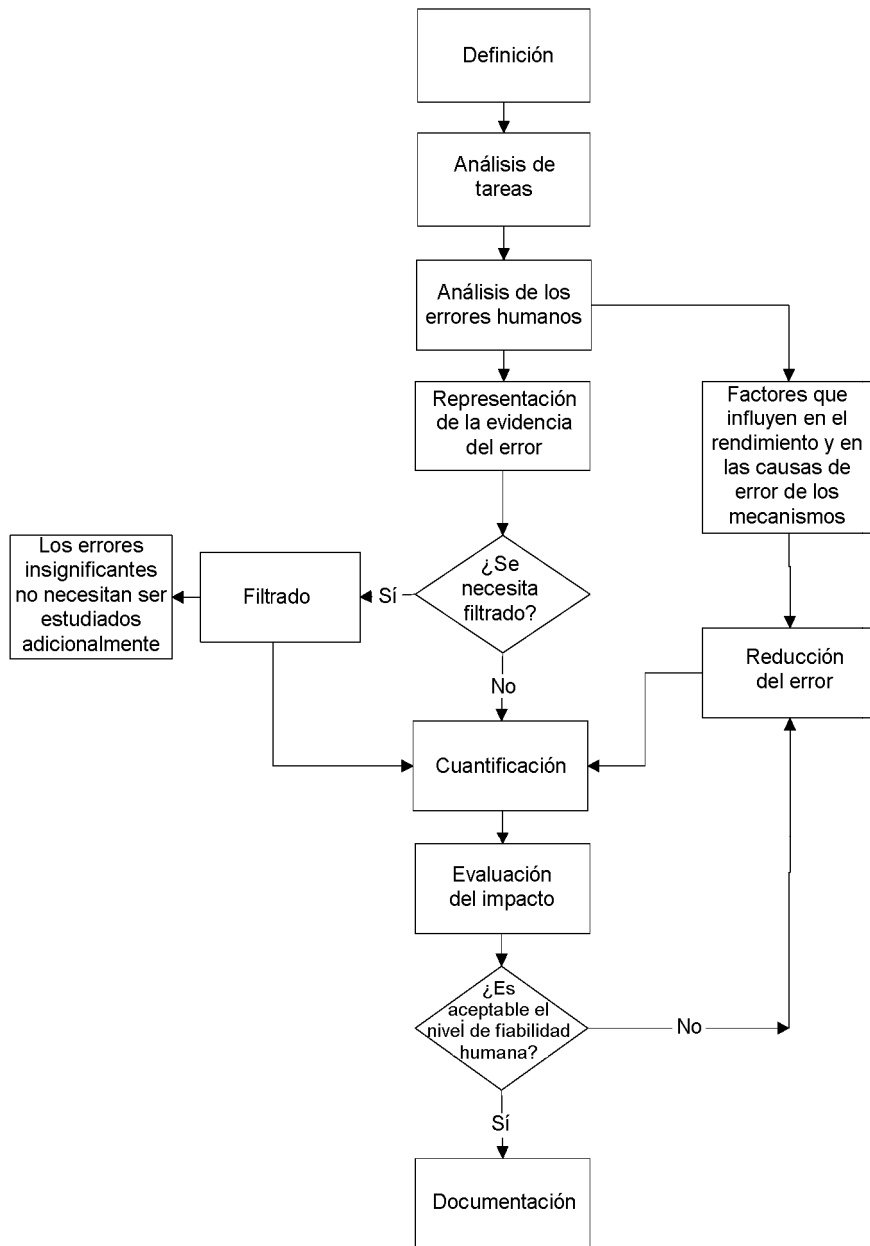 Definición
Análisis de
tareas
Análisis de los
errores humanos
Representación
de la evidencia
del error
Factores que
influyen en el
rendimiento y en
las causas de
error de los
mecanismos
¿Se
necesita
filtrado?
Sí
Filtrado
Los errores
insignificantes
no necesitan ser
estudiados
adicionalmente
No
Reducción
del error
Cuantificación
Evaluación
del impacto
¿Es
aceptable el
nivel de fiabilidad
humana?
No
Sí
Documentación